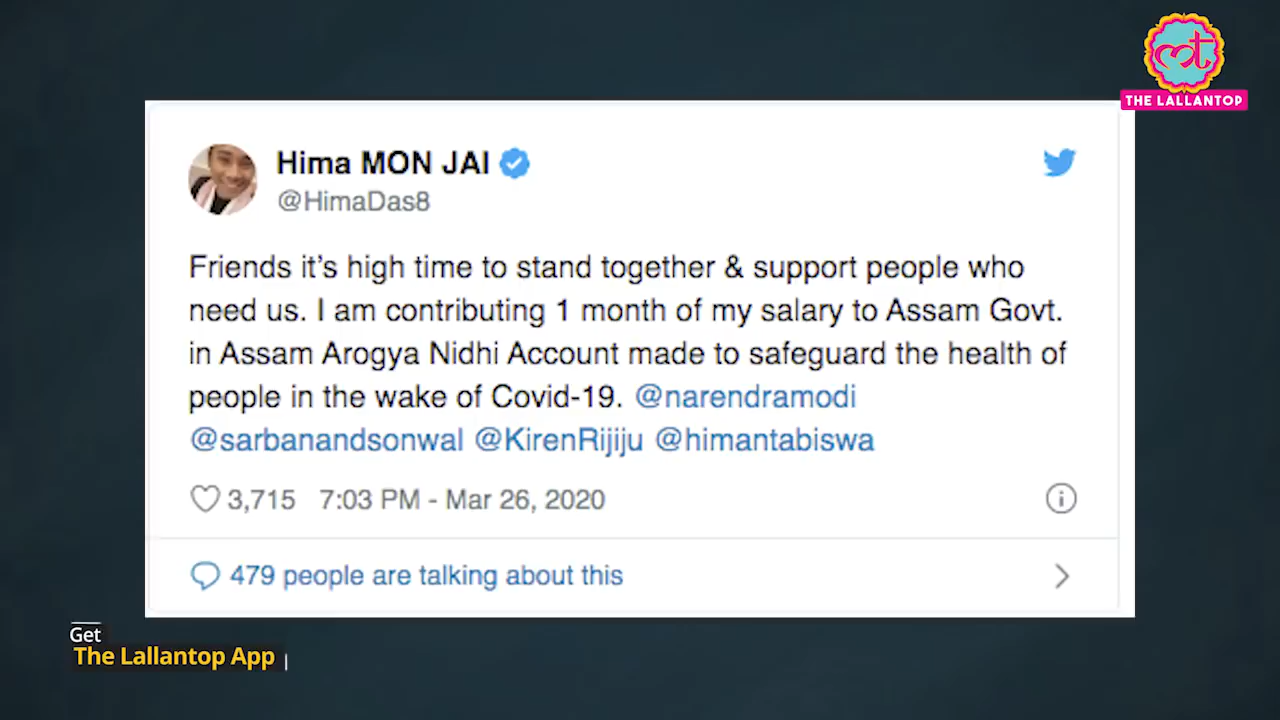 मत
THE LALLANTOP
Hima MON JAI
@HimaDas8
Friends it's high time to stand together & support people who
need us. I am contributing 1 month of my salary to Assam Govt.
in Assam Arogya Nidhi Account made to safeguard the health of
people in the wake of Covid-19. @narendramodi
@sarbanandsonwal @KirenRijiju @himantabiswa
3,715 7:03 PM - Mar 26, 2020
479 people are talking about this
Get
The Lallantop App